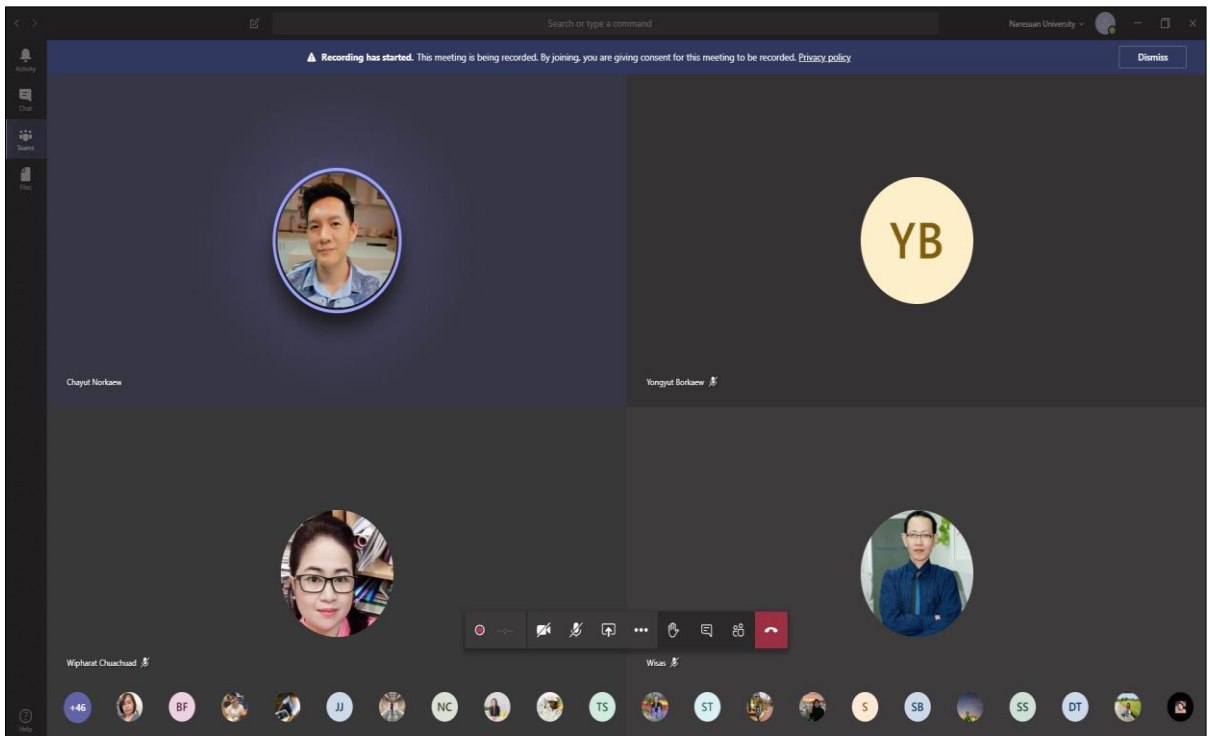 Search or type a command
Naresuan University
Activity
Chat
Teams
Files
Help
Recording has started. This meeting is being recorded. By joining, you are giving consent for this meeting to be recorded. Privacy policy
Dismiss
YB
Chayut Norkaew
Yongyut Borkaew
Wipharat Chuachuad
Wisas
+46
BF
JJ
NC
TS
ST
S
SB
SS
DT